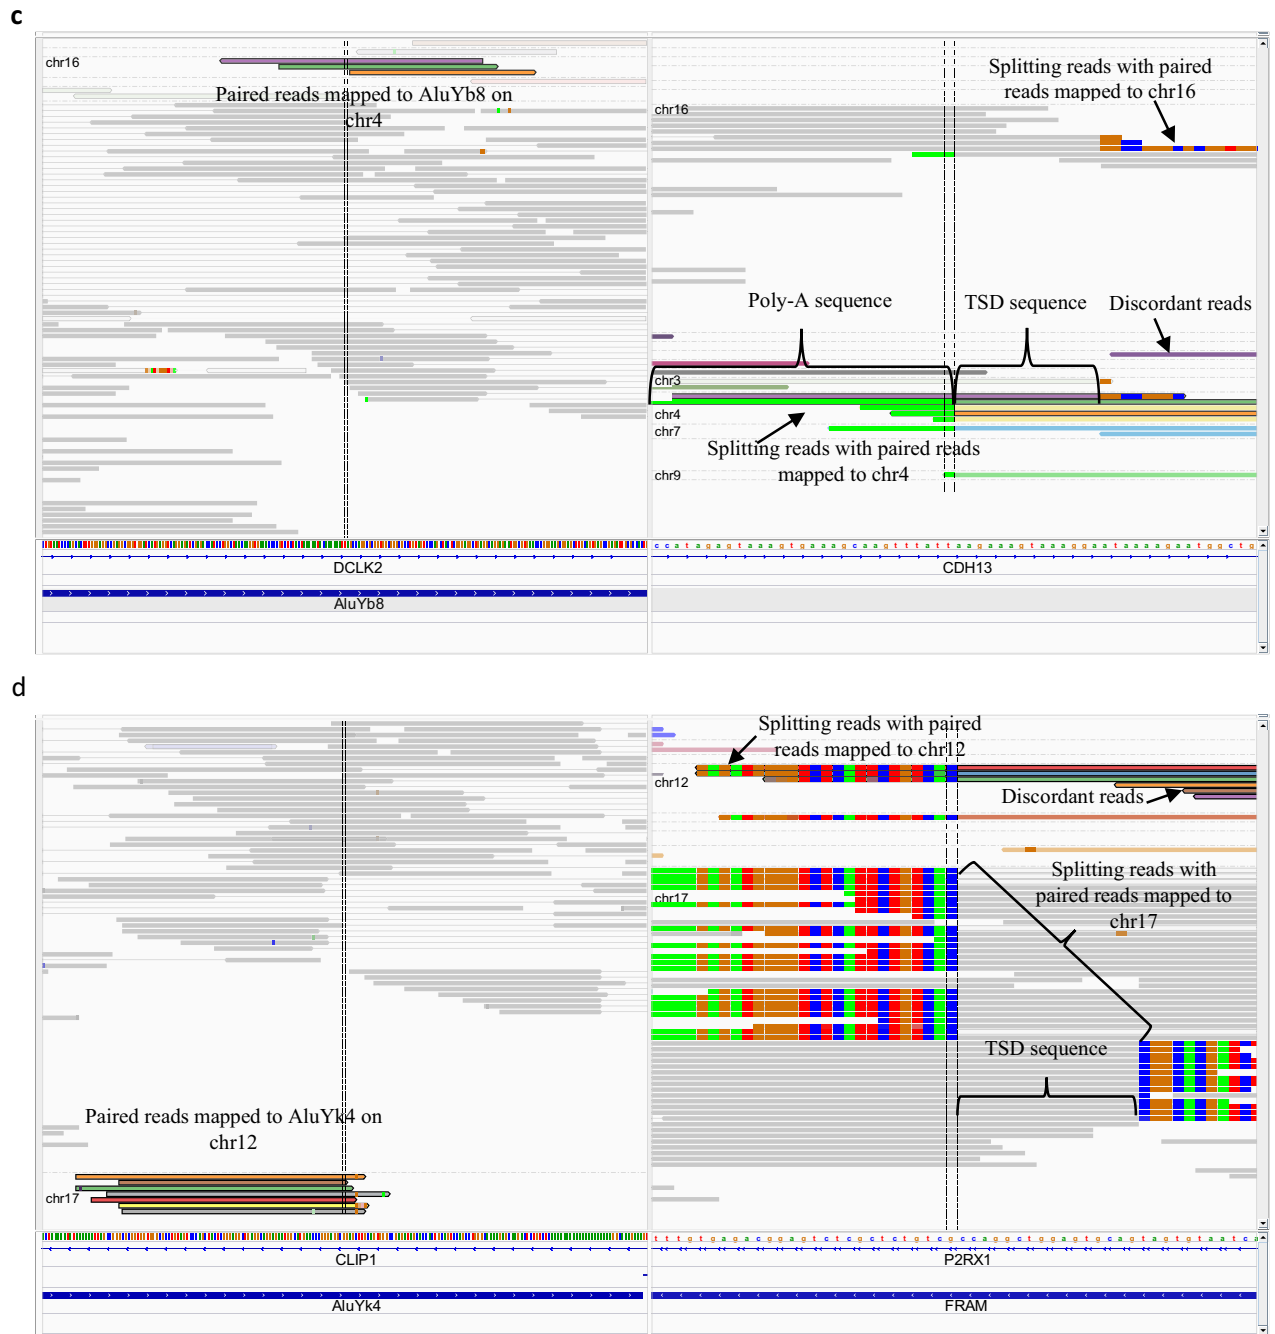 c
chr16
Paired reads mapped to AluYb8 on
chr4
Splitting reads with paired
reads mapped to chr16
chr16
Poly-A sequence
TSD sequence
Discordant reads
chr3
chr4
chr7
Splitting reads with paired reads
mapped to chr4
chr9
c c a t a g a g t a a a g t g a a a g c a a g t t t a t t a a g a a a g t a a a g g a a t a a a a g a a t g g c t g
DCLK2
CDH13
AluYb8
d
Splitting reads with paired
reads mapped to chr12
chr12
Discordant reads
Splitting reads with
paired reads mapped to
chr17
chr17
TSD sequence
Paired reads mapped to AluYk4 on
chr12
chr17
t t t g t g a g a c g g a g t c t c g c t c t g t c g c c a g g c t g g a g t g c a g t a g t g t a a t c a
CLIP1
P2RX1
AluYk4
FRAM